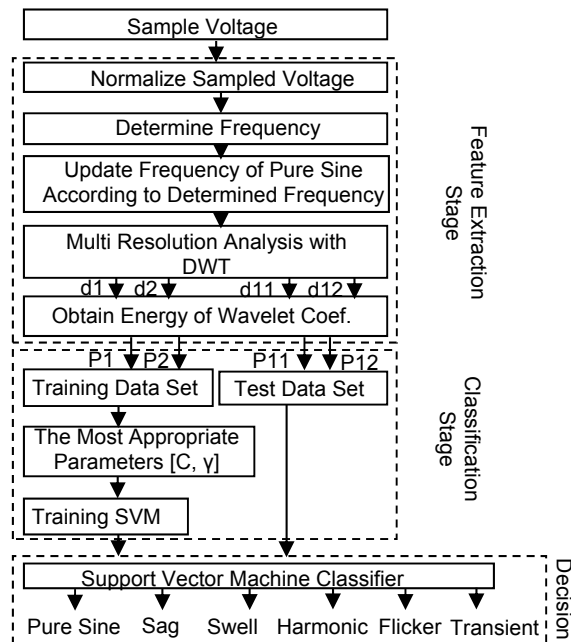 Sample Voltage
Normalize Sampled Voltage
Determine Frequency
Update Frequency of Pure Sine
According to Determined Frequency
Multi Resolution Analysis with
DWT
d1 d2 d11 d12
Obtain Energy of Wavelet Coef.
Feature Extraction
Stage
P1 P2 P11 P12
Training Data Set
Test Data Set
The Most Appropriate
Parameters [C, γ]
Training SVM
Classification
Stage
Support Vector Machine Classifier
Pure Sine Sag Swell Harmonic Flicker Transient
Decision